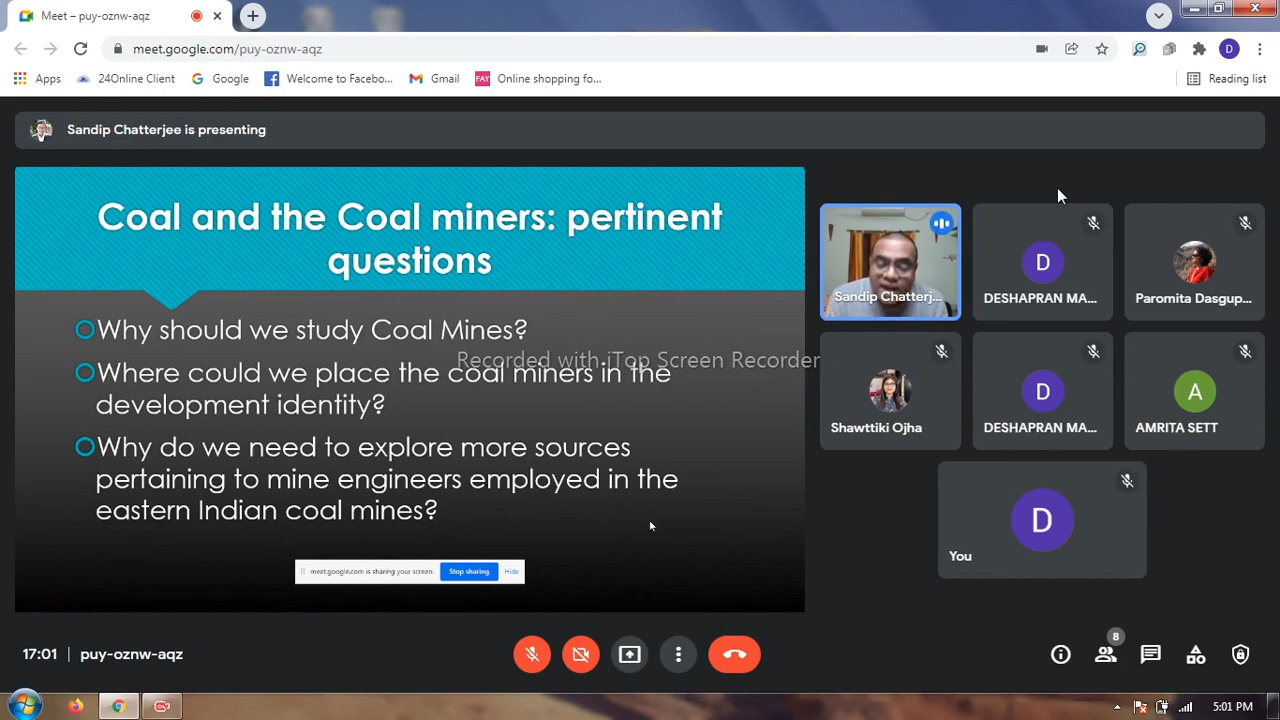 Meet – puy-oznw-aqz
meet.google.com/puy-oznw-aqz
D
Apps
24Online Client
Google
Welcome to Facebo...
Gmail
FAY
Online shopping fo...
Reading list
Sandip Chatterjee is presenting
Coal and the Coal miners: pertinent
questions
Why should we study Coal Mines?
Recorded with iTop Screen Recorder
Where could we place the coal miners in the
development identity?
Why do we need to explore more sources
pertaining to mine engineers employed in the
eastern Indian coal mines?
meet.google.com is sharing your screen.
Stop sharing
Hide
Sandip Chatterj...
D
DESHAPRAN MA...
Paromita Dasgup...
Shawttiki Ojha
D
DESHAPRAN MA...
A
AMRITA SETT
D
You
17:01 | puy-oznw-aqz
8
5:01 PM